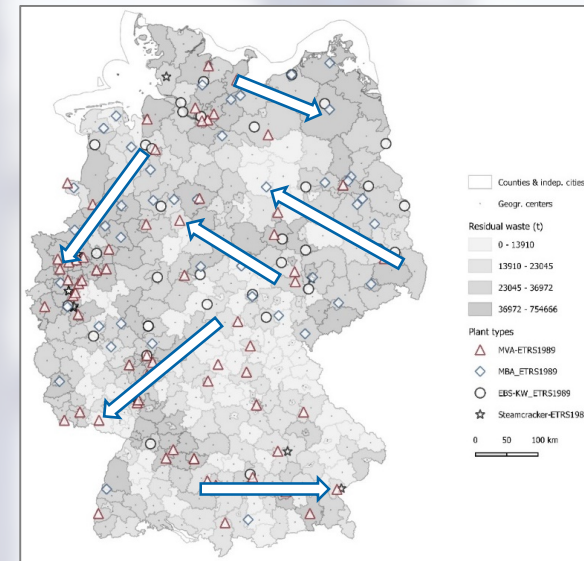 Counties & indep. cities
Geogr. centers
Residual waste (t)
0 - 13910
13910 - 23045
23045 - 36972
36972 - 754666
Plant types
MVA-ETRS1989
MBA_ETRS1989
EBS-KW_ETRS1989
Steamcracker-ETRS198
0 50 100 km